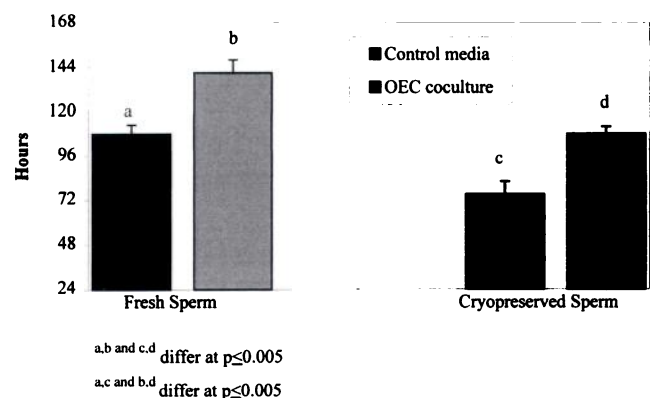 168
144
120
96
72
48
24
Hours
a
b
c
d
Control media
OEC coculture
Fresh Sperm
Cryopreserved Sperm
a,b and c,d differ at p≤0.005
a,c and b,d differ at p≤0.005